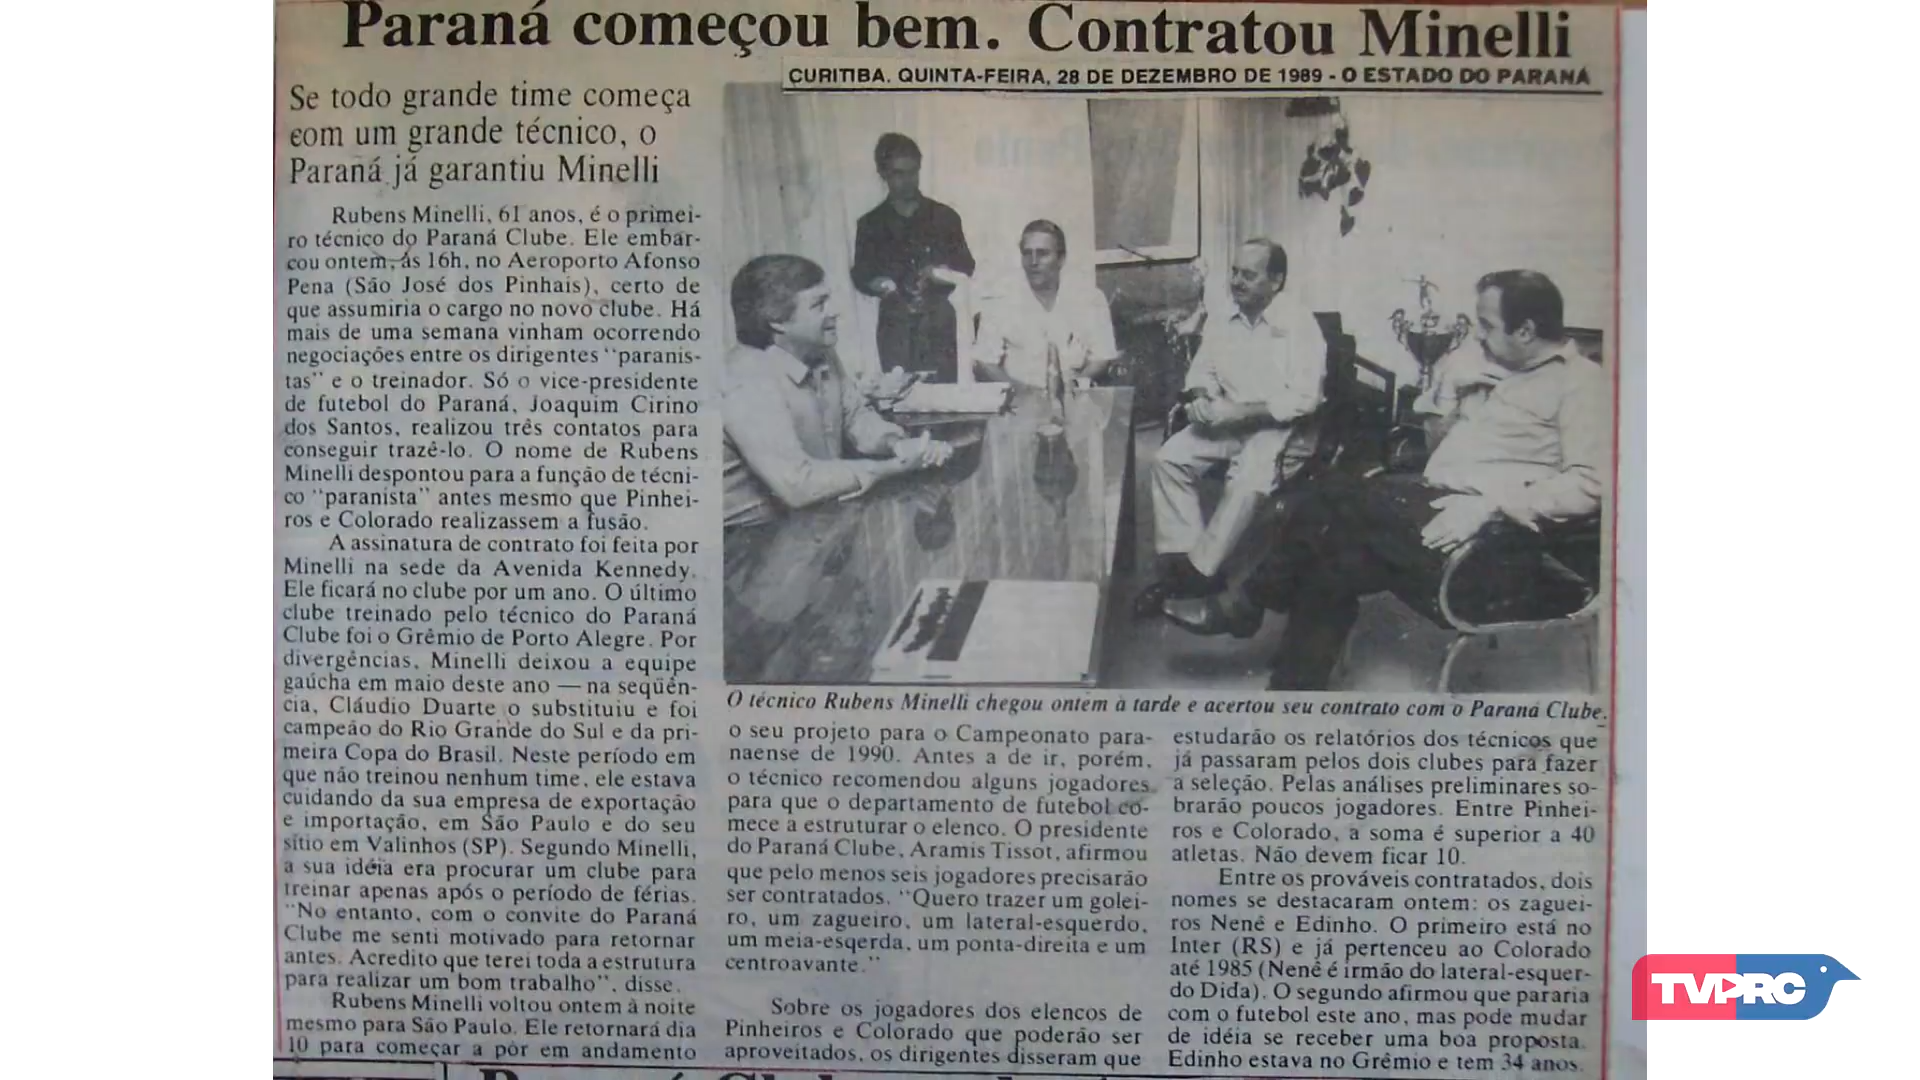 Paraná começou bem. Contratou Minelli
CURITIBA, QUINTA-FEIRA, 28 DE DEZEMBRO DE 1989 - O ESTADO DO PARANÁ
Se todo grande time começa
com um grande técnico, o
Paraná já garantiu Minelli
Rubens Minelli, 61 anos, é o primei-
ro técnico do Paraná Clube. Ele embar-
cou ontem, às 16h, no Aeroporto Afonso
Pena (São José dos Pinhais), certo de
que assumiria o cargo no novo clube. Há
mais de uma semana vinham ocorrendo
negociações entre os dirigentes "paranis-
tas" e o treinador. Só o vice-presidente
de futebol do Paraná, Joaquim Cirino
dos Santos, realizou três contatos para
conseguir trazê-lo. O nome de Rubens
Minelli despontou para a função de técni-
co "paranista" antes mesmo que Pinhei-
ros e Colorado realizassem a fusão.
A assinatura de contrato foi feita por
Minelli na sede da Avenida Kennedy.
Ele ficará no clube por um ano. O último
clube treinado pelo técnico do Paraná
Clube foi o Grêmio de Porto Alegre. Por
divergências, Minelli deixou a equipe
gaúcha em maio deste ano — na seqüên-
cia, Cláudio Duarte o substituiu e foi
campeão do Rio Grande do Sul e da pri-
meira Copa do Brasil. Neste período em
que não treinou nenhum time, ele estava
cuidando da sua empresa de exportação
e importação, em São Paulo e do seu
sítio em Valinhos (SP). Segundo Minelli,
a sua idéia era procurar um clube para
treinar apenas após o período de férias.
"No entanto, com o convite do Paraná
Clube me senti motivado para retornar
antes. Acredito que terei toda a estrutura
para realizar um bom trabalho", disse.
Rubens Minelli voltou ontem à noite
mesmo para São Paulo. Ele retornará dia
10 para começar a pôr em andamento
O técnico Rubens Minelli chegou ontem à tarde e acertou seu contrato com o Paraná Clube.
o seu projeto para o Campeonato para-
naense de 1990. Antes a de ir, porém,
o técnico recomendou alguns jogadores
para que o departamento de futebol co-
mece a estruturar o elenco. O presidente
do Paraná Clube, Aramis Tissot, afirmou
que pelo menos seis jogadores precisarão
ser contratados. "Quero trazer um golei-
ro, um zagueiro, um lateral-esquerdo,
um meia-esqerda, um ponta-direita e um
centroavante."
Sobre os jogadores dos elencos de
Pinheiros e Colorado que poderão ser
aproveitados, os dirigentes disseram que
estudarão os relatórios dos técnicos que
já passaram pelos dois clubes para fazer
a seleção. Pelas análises preliminares so-
brarão poucos jogadores. Entre Pinhei-
ros e Colorado, a soma é superior a 40
atletas. Não devem ficar 10.
Entre os prováveis contratados, dois
nomes se destacaram ontem: os zaguei-
ros Nenê e Edinho. O primeiro está no
Inter (RS) e já pertenceu ao Colorado
até 1985 (Nenê é irmão do lateral-esquer-
do Dida). O segundo afirmou que pararia
com o futebol este ano, mas pode mudar
de idéia se receber uma boa proposta.
Edinho estava no Grêmio e tem 34 anos.
TVPRC